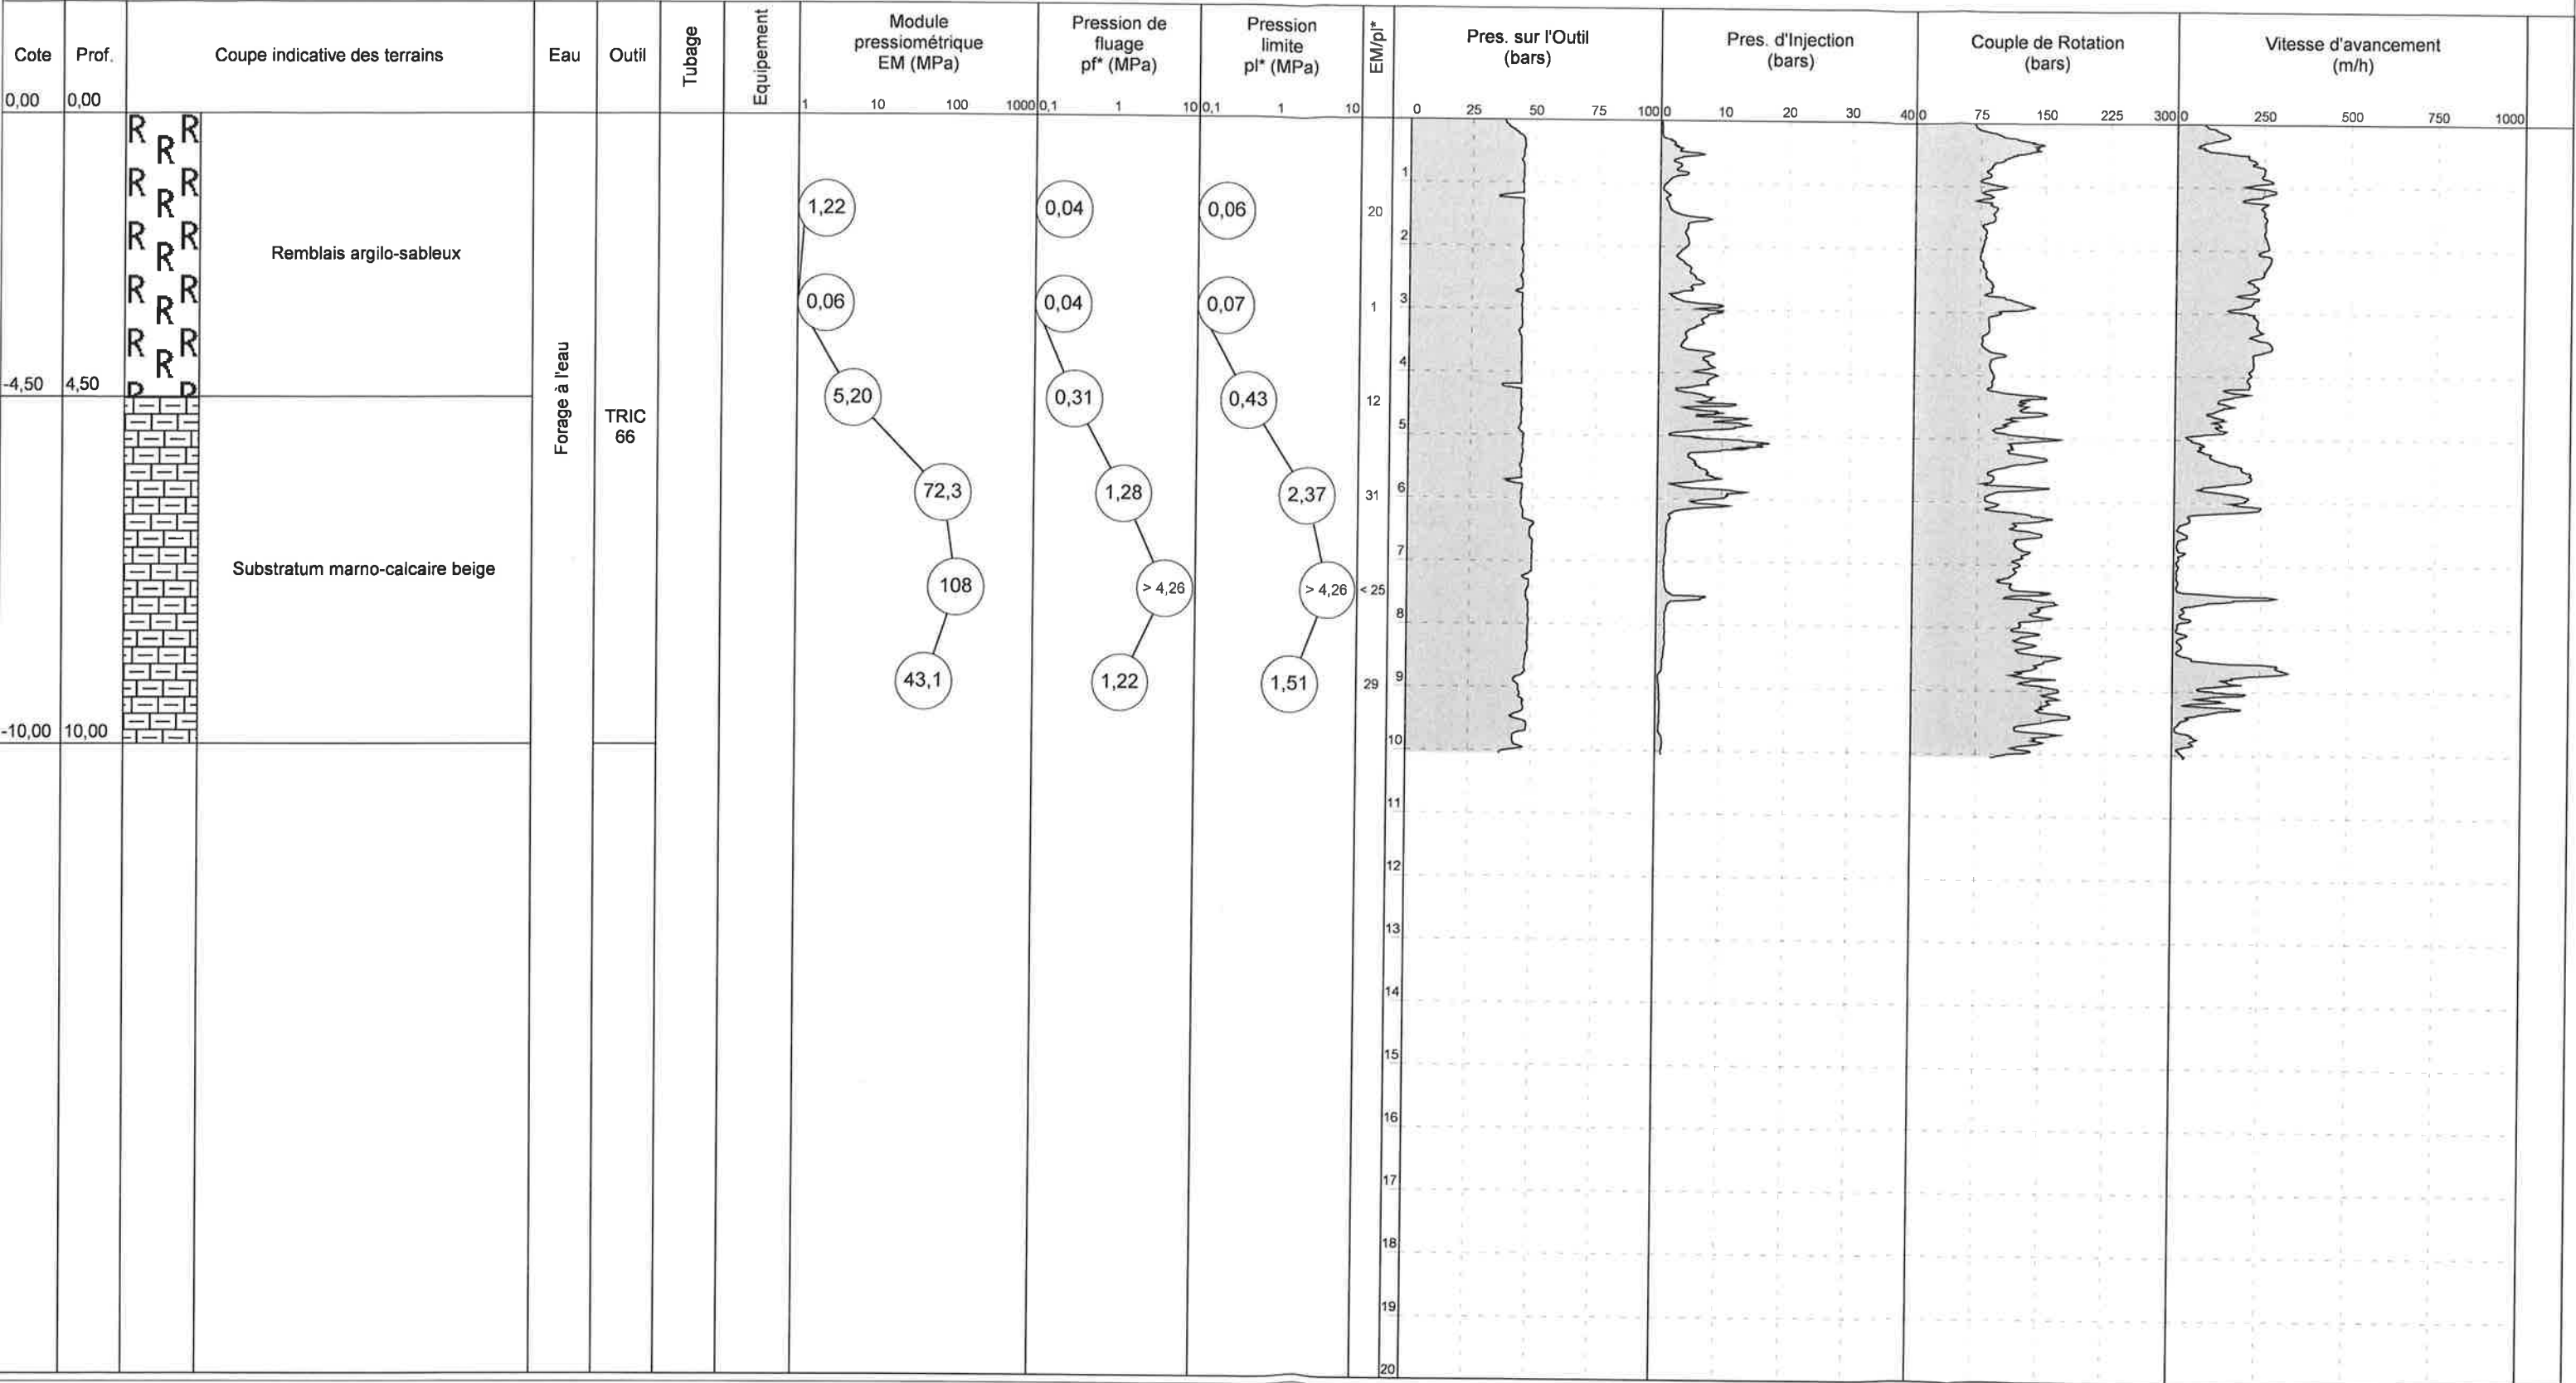 Cote
Prof.
Coupe indicative des terrains
Eau
Outil
Tubage
Equipement
Module
pressiométrique
EM (MPa)
Pression de
fluage
pf* (MPa)
Pression
limite
pl* (MPa)
EM/pl*
Pres. sur l'Outil
(bars)
Pres. d'Injection
(bars)
Couple de Rotation
(bars)
Vitesse d'avancement
(m/h)
0,00
0,00
1 10 100 1000
0,1 1 10
0,1 1 10
0 25 50 75 100
0 10 20 30 40
0 75 150 225 300
0 250 500 750 1000
R R
R
R R
R
R R
R
R R
R
R R
R
R R
Remblais argilo-sableux
-4,50
4,50
Substratum marno-calcaire beige
-10,00
10,00
Forage à l'eau
TRIC
66
1,22
0,04
0,06
20
0,06
0,04
0,07
1
5,20
0,31
0,43
12
72,3
1,28
2,37
31
108
> 4,26
> 4,26
< 25
43,1
1,22
1,51
29
1
2
3
4
5
6
7
8
9
10
11
12
13
14
15
16
17
18
19
20